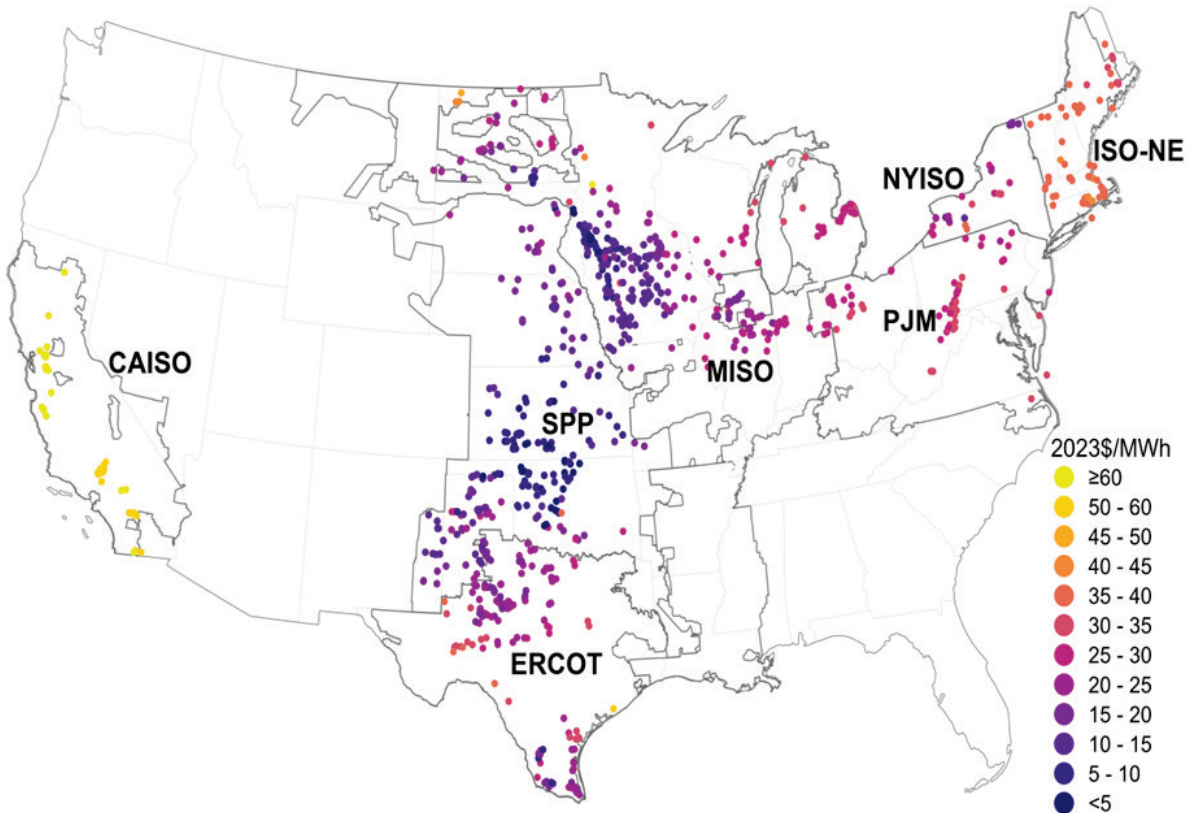 ISO-NE
NYISO
PJM
CAISO
MISO
SPP
ERCOT
2023$/MWh
≥60
50 - 60
45 - 50
40 - 45
35 - 40
30 - 35
25 - 30
20 - 25
15 - 20
10 - 15
5 - 10
<5